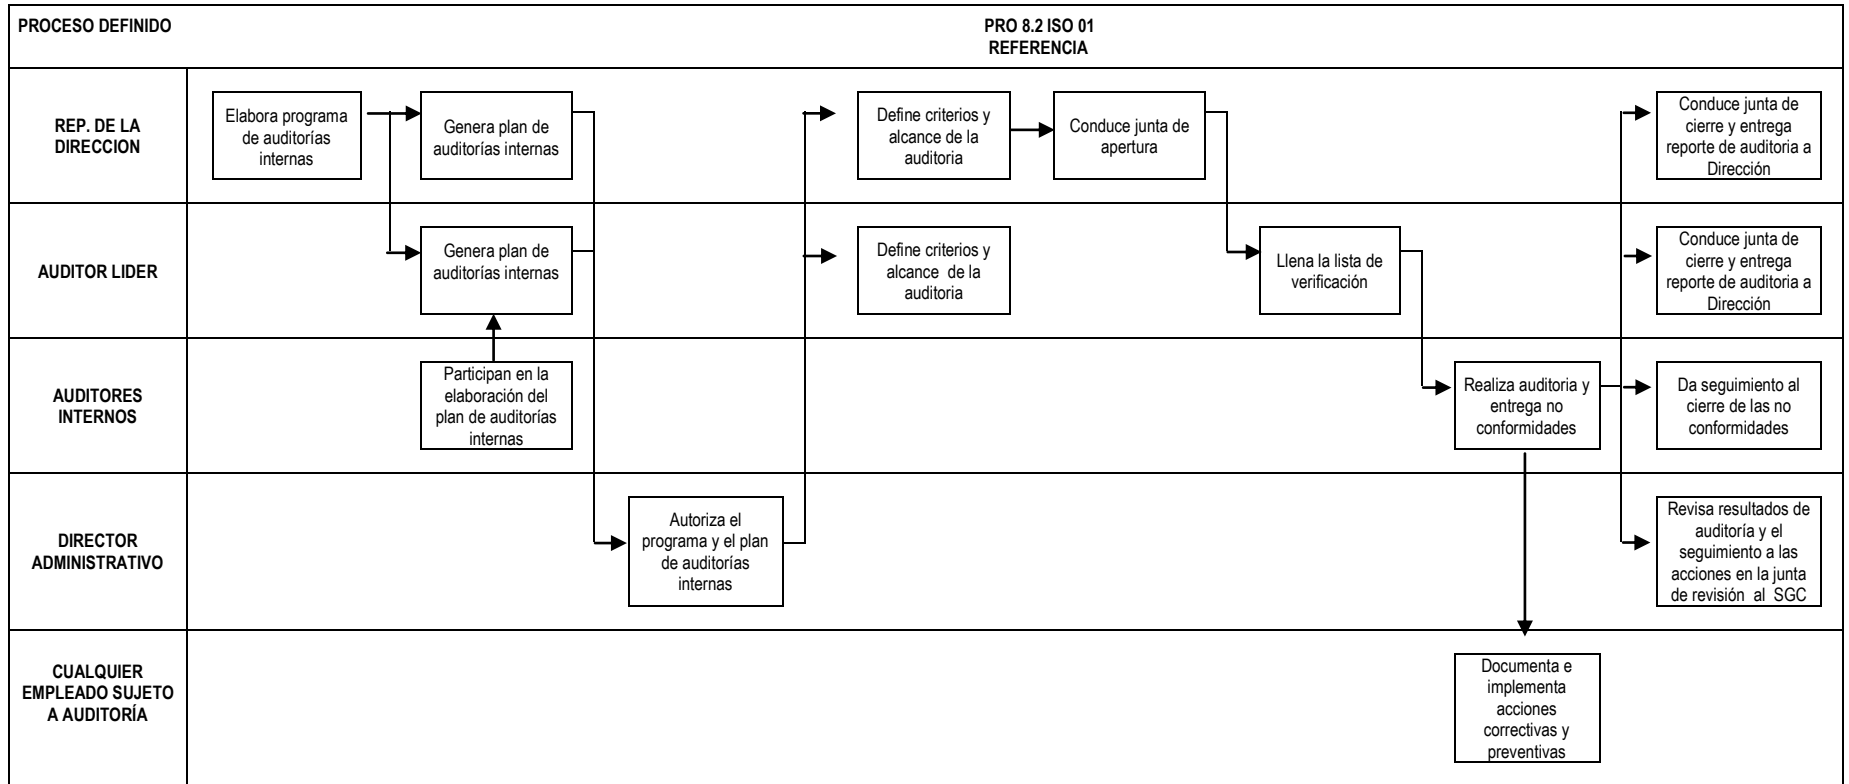 PROCESO DEFINIDO
PRO 8.2 ISO 01
REFERENCIA
REP. DE LA
DIRECCION
Elabora programa
de auditorías
internas
Genera plan de
auditorías internas
Define criterios y
alcance de la
auditoria
Conduce junta de
apertura
Conduce junta de
cierre y entrega
reporte de auditoria a
Dirección
AUDITOR LIDER
Genera plan de
auditorías internas
Define criterios y
alcance de la
auditoria
Llena la lista de
verificación
Conduce junta de
cierre y entrega
reporte de auditoria a
Dirección
AUDITORES
INTERNOS
Participan en la
elaboración del
plan de auditorías
internas
Realiza auditoria y
entrega no
conformidades
Da seguimiento al
cierre de las no
conformidades
DIRECTOR
ADMINISTRATIVO
Autoriza el
programa y el plan
de auditorías
internas
Revisa resultados de
auditoría y el
seguimiento a las
acciones en la junta
de revisión al SGC
CUALQUIER
EMPLEADO SUJETO
A AUDITORÍA
Documenta e
implementa
acciones
correctivas y
preventivas